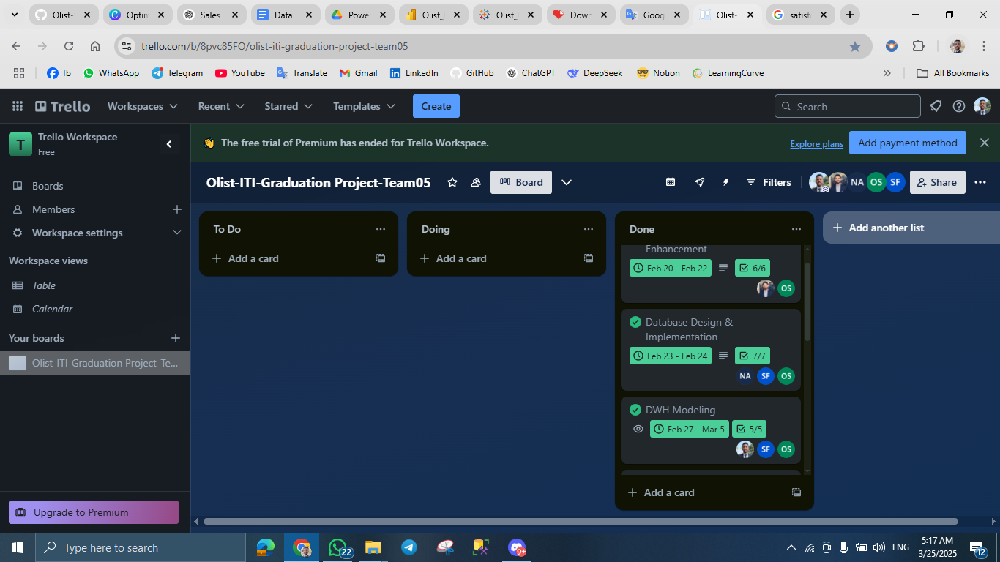 Olist-
Optim
Sales
Data I
Power
Olist_
Olist_
Down
Goog
Olist-
satisf
trello.com/b/8pvc85FO/olist-iti-graduation-project-team05
fb
WhatsApp
Telegram
YouTube
Translate
Gmail
LinkedIn
GitHub
ChatGPT
DeepSeek
Notion
LearningCurve
All Bookmarks
Trello
Workspaces
Recent
Starred
Templates
Create
Search
T
Trello Workspace
Free
The free trial of Premium has ended for Trello Workspace.
Explore plans
Add payment method
Boards
Members
Workspace settings
Workspace views
Table
Calendar
Your boards
Olist-ITI-Graduation Project-Te...
Upgrade to Premium
Olist-ITI-Graduation Project-Team05
Board
Filters
NA
OS
SF
Share
To Do
Add a card
Doing
Add a card
Done
Enhancement
Feb 20 - Feb 22
6/6
OS
Database Design &
Implementation
Feb 23 - Feb 24
7/7
NA
SF
OS
DWH Modeling
Feb 27 - Mar 5
5/5
SF
OS
Add a card
Add another list
Type here to search
22
9+
ENG
5:17 AM
3/25/2025
12